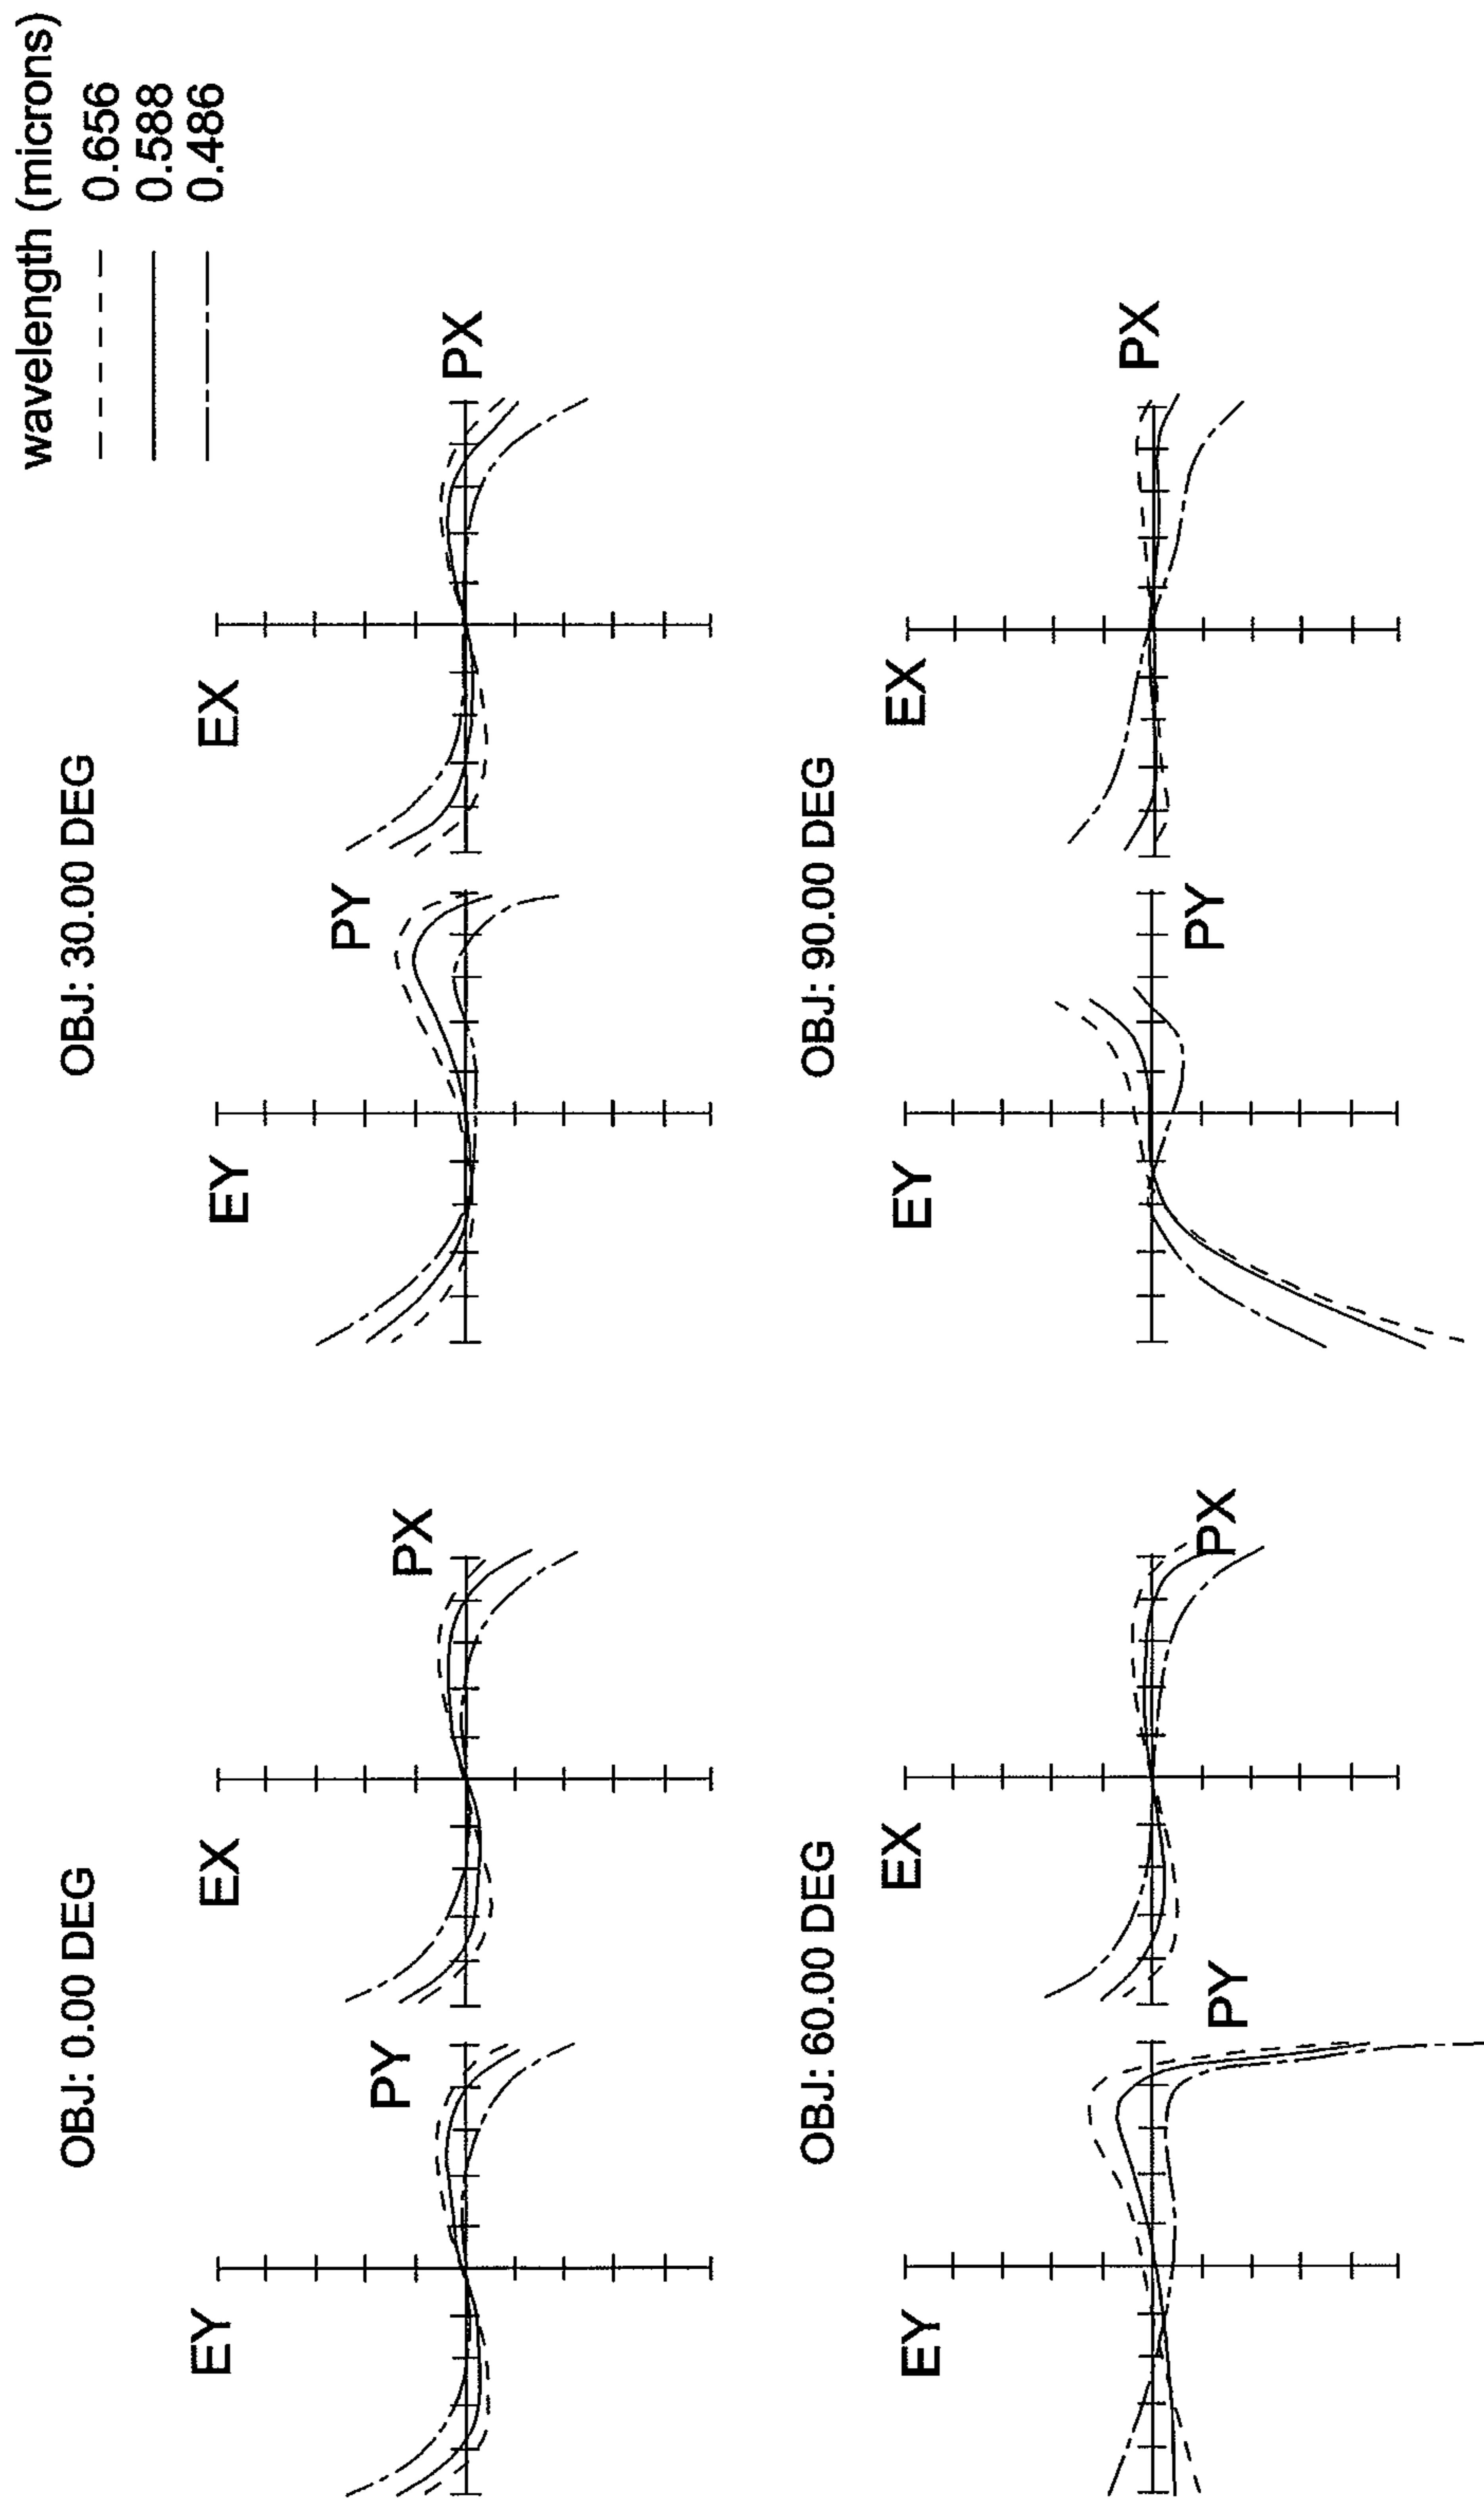 wavelength (microns)
0.656
0.588
0.486
OBJ: 0.00 DEG
EY
PY
EX
PX
OBJ: 30.00 DEG
EY
PY
EX
PX
OBJ: 60.00 DEG
EY
PY
EX
PX
OBJ: 90.00 DEG
EY
PY
EX
PX